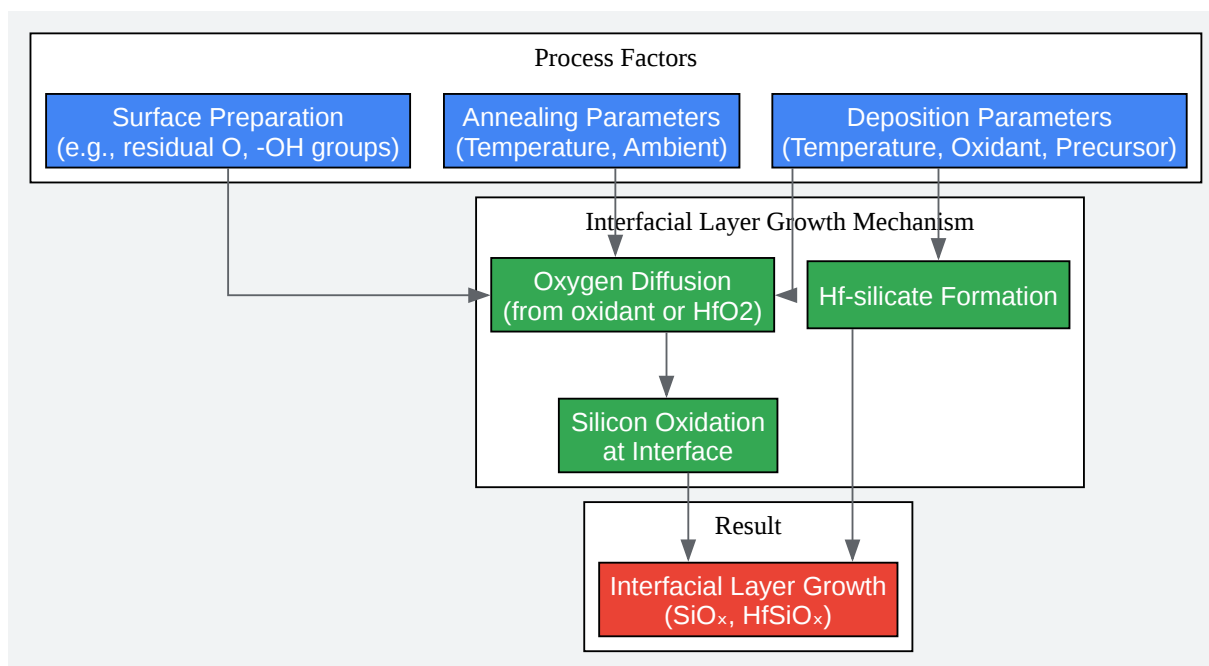 Process Factors
Surface Preparation
(e.g., residual O, -OH groups)
Annealing Parameters
(Temperature, Ambient)
Deposition Parameters
(Temperature, Oxidant, Precursor)
Interfacial Layer Growth Mechanism
Oxygen Diffusion
(from oxidant or HfO2)
Hf-silicate Formation
Silicon Oxidation
at Interface
Result
Interfacial Layer Growth
(SiOₓ, HfSiOₓ)